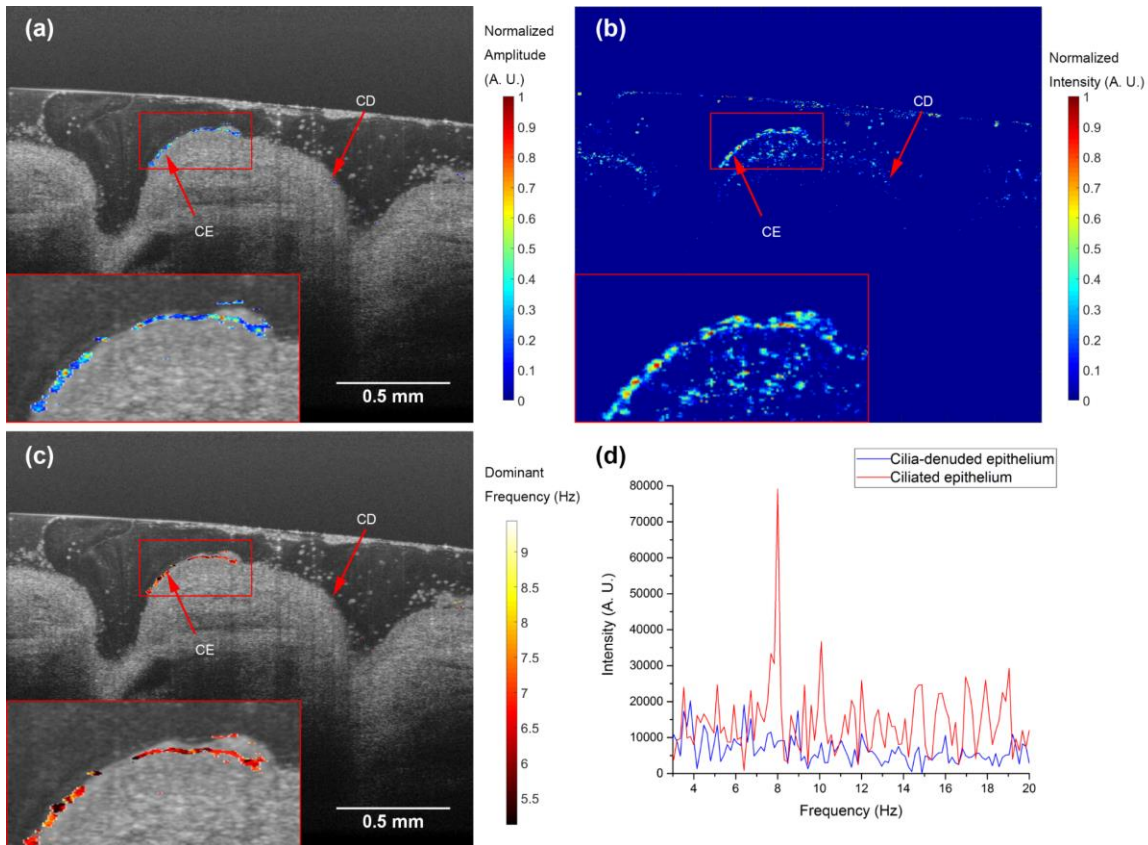 (a)
Normalized
Amplitude
(A. U.)
1
0.9
0.8
0.7
0.6
0.5
0.4
0.3
0.2
0.1
0
CD
CE
0.5 mm
(b)
Normalized
Intensity (A. U.)
1
0.9
0.8
0.7
0.6
0.5
0.4
0.3
0.2
0.1
0
CD
CE
(c)
Dominant
Frequency (Hz)
9
8.5
8
7.5
7
6.5
6
5.5
CD
CE
0.5 mm
(d)
Cilia-denuded epithelium
Ciliated epithelium
80000
70000
60000
50000
40000
30000
20000
10000
0
Intensity (A. U.)
4 6 8 10 12 14 16 18 20
Frequency (Hz)